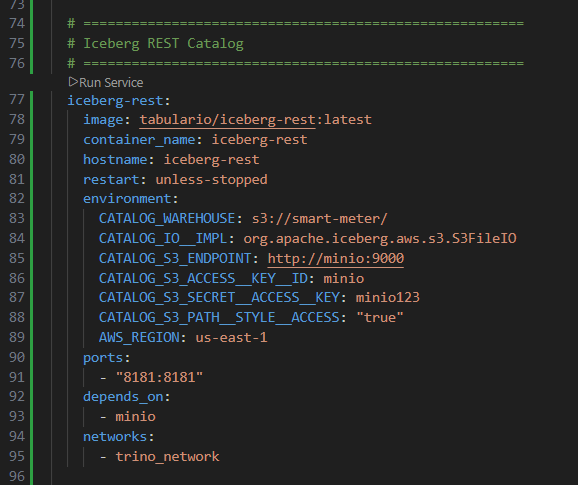 73
74 # =======================================================
75 # Iceberg REST Catalog
76 # =======================================================
Run Service
77 iceberg-rest:
78 image: tabulario/iceberg-rest:latest
79 container_name: iceberg-rest
80 hostname: iceberg-rest
81 restart: unless-stopped
82 environment:
83 CATALOG_WAREHOUSE: s3://smart-meter/
84 CATALOG_IO__IMPL: org.apache.iceberg.aws.s3.S3FileIO
85 CATALOG_S3_ENDPOINT: http://minio:9000
86 CATALOG_S3_ACCESS__KEY__ID: minio
87 CATALOG_S3_SECRET__ACCESS__KEY: minio123
88 CATALOG_S3_PATH__STYLE__ACCESS: "true"
89 AWS_REGION: us-east-1
90 ports:
91 - "8181:8181"
92 depends_on:
93 - minio
94 networks:
95 - trino_network
96